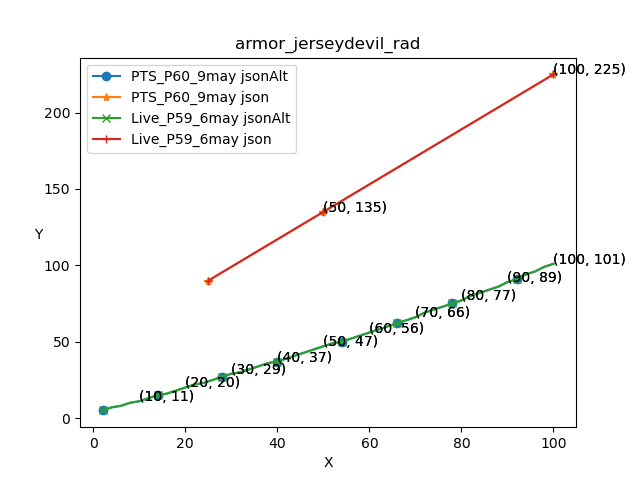 armor_jerseydevil_rad
PTS_P60_9may jsonAlt
PTS_P60_9may json
Live_P59_6may jsonAlt
Live_P59_6may json
(100, 225)
(50, 135)
(100, 101)
(90, 89)
(80, 77)
(70, 66)
(60, 56)
(50, 47)
(40, 37)
(30, 29)
(20, 20)
(10, 11)
Y
200
150
100
50
0
0 20 40 60 80 100
X